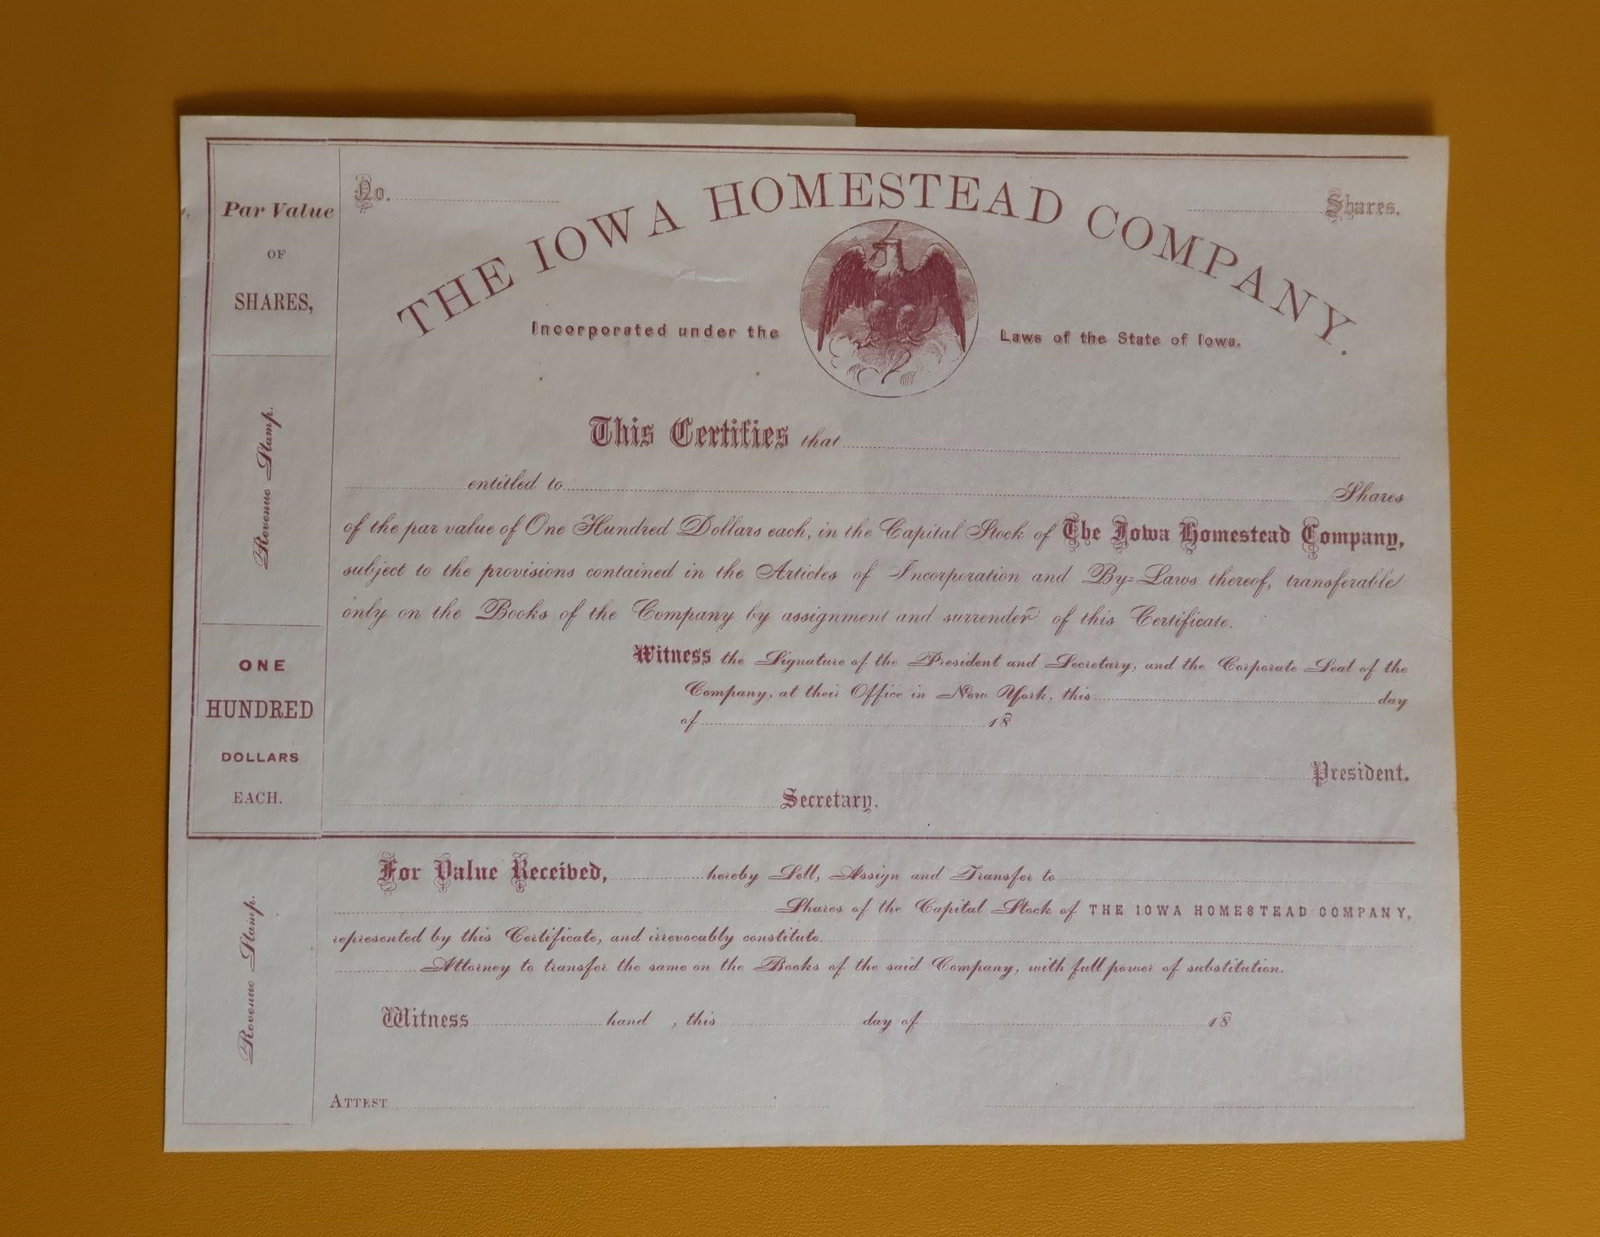 Par Value
OF
SHARES,
Revenue Stamp.
ONE
HUNDRED
DOLLARS
EACH.
No.
Shares.
THE IOWA HOMESTEAD COMPANY.
Incorporated under the Laws of the State of Iowa.
This Certifies that
entitled to Shares
of the par value of One Hundred Dollars each, in the Capital Stock of The Iowa Homestead Company,
subject to the provisions contained in the Articles of Incorporation and By-Laws thereof, transferable
only on the Books of the Company by assignment and surrender of this Certificate.
Witness the Signature of the President and Secretary, and the Corporate Seal of the
Company, at their Office in New York, this day
of 18
President.
Secretary.
Revenue Stamp.
For Value Received, hereby Sell, Assign and Transfer to
Shares of the Capital Stock of THE IOWA HOMESTEAD COMPANY,
represented by this Certificate, and irrevocably constitute
Attorney to transfer the same on the Books of the said Company, with full power of substitution.
Witness hand , this day of 18
ATTEST